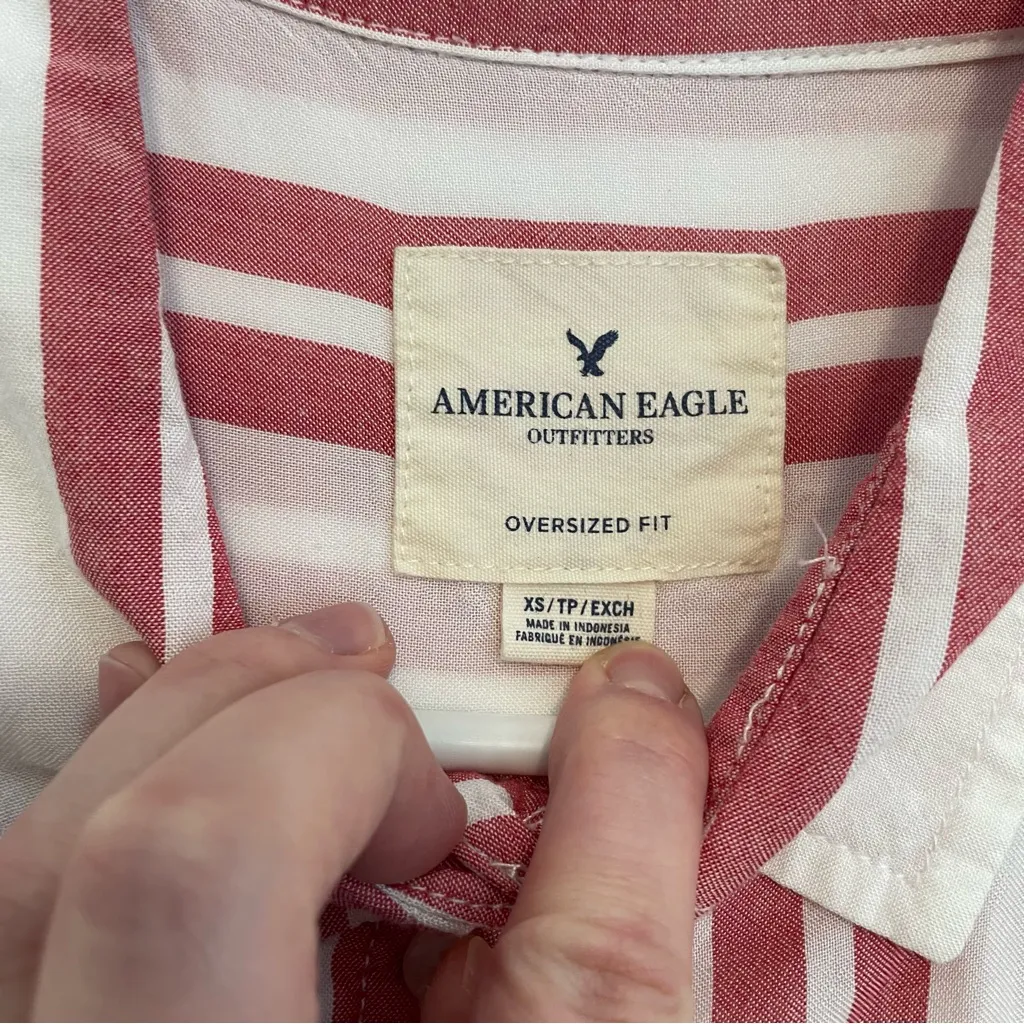 AMERICAN EAGLE
OUTFITTERS
OVERSIZED FIT
XS/TP/EXCH
MADE IN INDONESIA
FABRIQUÉ EN INDONÉSIE